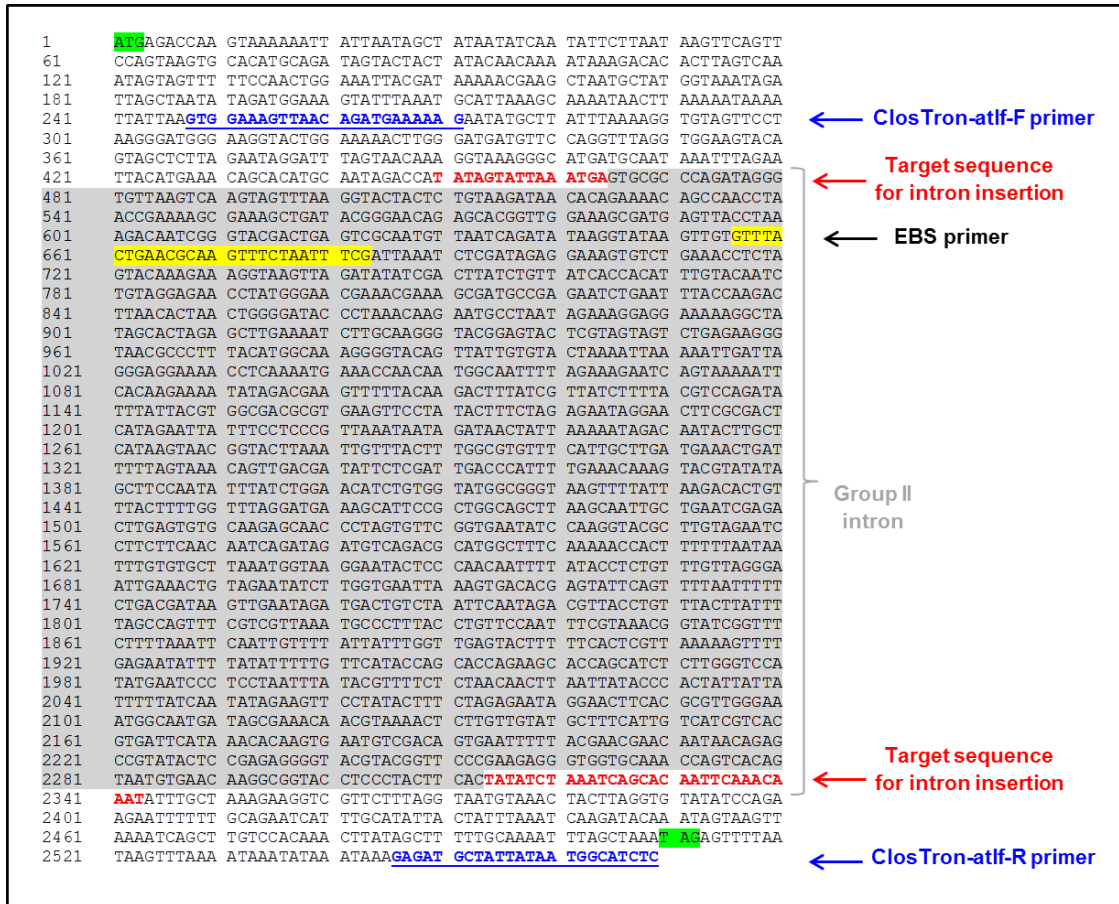 1 ATGAGACCAA GTAAAAAATT ATTAATAGCT ATAATATCAA TATTCTTAAT AAGTTCAGTT
61 CCAGTAAGTG CACATGCAGA TAGTACTACT ATACAACAAA ATAAAGACAC ACTTAGTCAA
121 ATAGTAGTTT TTCCAACTGG AAATTACGAT AAAAACGAAG CTAATGCTAT GGTAAATAGA
181 TTAGCTAATA TAGATGGAAA GTATTTAAAT GCATTAAAGC AAAATAACTT AAAAATAAAA
241 TTATTAAGTG GAAAGTTAAC AGATGAAAAA GAATATGCTT ATTTAAAAGG TGTAGTTCCT
ClosTron-atlf-F primer
301 AAGGGATGGG AAGGTACTGG AAAAACTTGG GATGATGTTC CAGGTTTAGG TGGAAGTACA
361 GTAGCTCTTA GAATAGGATT TAGTAACAAA GGTAAAGGGC ATGATGCAAT AAATTTAGAA
421 TTACATGAAA CAGCACATGC AATAGACCAT ATAGTATTAA ATGAGTGCGC CCAGATAGGG
Target sequence
for intron insertion
481 TGTTAAGTCA AGTAGTTTAA GGTACTACTC TGTAAGATAA CACAGAAAAC AGCCAACCTA
541 ACCGAAAAGC GAAAGCTGAT ACGGGAACAG AGCACGGTTG GAAAGCGATG AGTTACCTAA
601 AGACAATCGG GTACGACTGA GTCGCAATGT TAATCAGATA TAAGGTATAA GTTGTGTTTA
EBS primer
661 CTGAACGCAA GTTTCTAATT TCGATTAAAT CTCGATAGAG GAAAGTGTCT GAAACCTCTA
721 GTACAAAGAA AGGTAAGTTA GATATATCGA CTTATCTGTT ATCACCACAT TTGTACAATC
781 TGTAGGAGAA CCTATGGGAA CGAAACGAAA GCGATGCCGA GAATCTGAAT TTACCAAGAC
841 TTAACACTAA CTGGGGATAC CCTAAACAAG AATGCCTAAT AGAAAGGAGG AAAAAGGCTA
901 TAGCACTAGA GCTTGAAAAT CTTGCAAGGG TACGGAGTAC TCGTAGTAGT CTGAGAAGGG
961 TAACGCCCTT TACATGGCAA AGGGGTACAG TTATTGTGTA CTAAAATTAA AAATTGATTA
1021 GGGAGGAAAA CCTCAAAATG AAACCAACAA TGGCAATTTT AGAAAGAATC AGTAAAAATT
1081 CACAAGAAAA TATAGACGAA GTTTTTACAA GACTTTATCG TTATCTTTTA CGTCCAGATA
1141 TTTATTACGT GGCGACGCGT GAAGTTCCTA TACTTTCTAG AGAATAGGAA CTTCGCGACT
1201 CATAGAATTA TTTCCTCCCG TTAAATAATA GATAACTATT AAAAATAGAC AATACTTGCT
1261 CATAAGTAAC GGTACTTAAA TTGTTTACTT TGGCGTGTTT CATTGCTTGA TGAAACTGAT
1321 TTTTAGTAAA CAGTTGACGA TATTCTCGAT TGACCCATTT TGAAACAAAG TACGTATATA
1381 GCTTCCAATA TTTATCTGGA ACATCTGTGG TATGGCGGGT AAGTTTTATT AAGACACTGT
1441 TTACTTTTGG TTTAGGATGA AAGCATTCCG CTGGCAGCTT AAGCAATTGC TGAATCGAGA
Group II
intron
1501 CTTGAGTGTG CAAGAGCAAC CCTAGTGTTC GGTGAATATC CAAGGTACGC TTGTAGAATC
1561 CTTCTTCAAC AATCAGATAG ATGTCAGACG CATGGCTTTC AAAAACCACT TTTTTAATAA
1621 TTTGTGTGCT TAAATGGTAA GGAATACTCC CAACAATTTT ATACCTCTGT TTGTTAGGGA
1681 ATTGAAACTG TAGAATATCT TGGTGAATTA AAGTGACACG AGTATTCAGT TTTAATTTTT
1741 CTGACGATAA GTTGAATAGA TGACTGTCTA ATTCAATAGA CGTTACCTGT TTACTTATTT
1801 TAGCCAGTTT CGTCGTTAAA TGCCCTTTAC CTGTTCCAAT TTCGTAAACG GTATCGGTTT
1861 CTTTTAAATT CAATTGTTTT ATTATTTGGT TGAGTACTTT TTCACTCGTT AAAAAGTTTT
1921 GAGAATATTT TATATTTTTG TTCATACCAG CACCAGAAGC ACCAGCATCT CTTGGGTCCA
1981 TATGAATCCC TCCTAATTTA TACGTTTTCT CTAACAACTT AATTATACCC ACTATTATTA
2041 TTTTTATCAA TATAGAAGTT CCTATACTTT CTAGAGAATA GGAACTTCAC GCGTTGGGAA
2101 ATGGCAATGA TAGCGAAACA ACGTAAAACT CTTGTTGTAT GCTTTCATTG TCATCGTCAC
2161 GTGATTCATA AACACAAGTG AATGTCGACA GTGAATTTTT ACGAACGAAC AATAACAGAG
2221 CCGTATACTC CGAGAGGGGT ACGTACGGTT CCCGAAGAGG GTGGTGCAAA CCAGTCACAG
2281 TAATGTGAAC AAGGCGGTAC CTCCCTACTT CACTATATCT AAATCAGCAC AATTCAAACA
Target sequence
for intron insertion
2341 AATATTTGCT AAAGAAGGTC GTTCTTTAGG TAATGTAAAC TACTTAGGTG TATATCCAGA
2401 AGAATTTTTT GCAGAATCAT TTGCATATTA CTATTTAAAT CAAGATACAA ATAGTAAGTT
2461 AAAATCAGCT TGTCCACAAA CTTATAGCTT TTTGCAAAAT TTAGCTAAAT AGAGTTTTAA
2521 TAAGTTTAAA ATAAATATAA ATAAAGAGAT GCTATTATAA TGGCATCTC
ClosTron-atlf-R primer